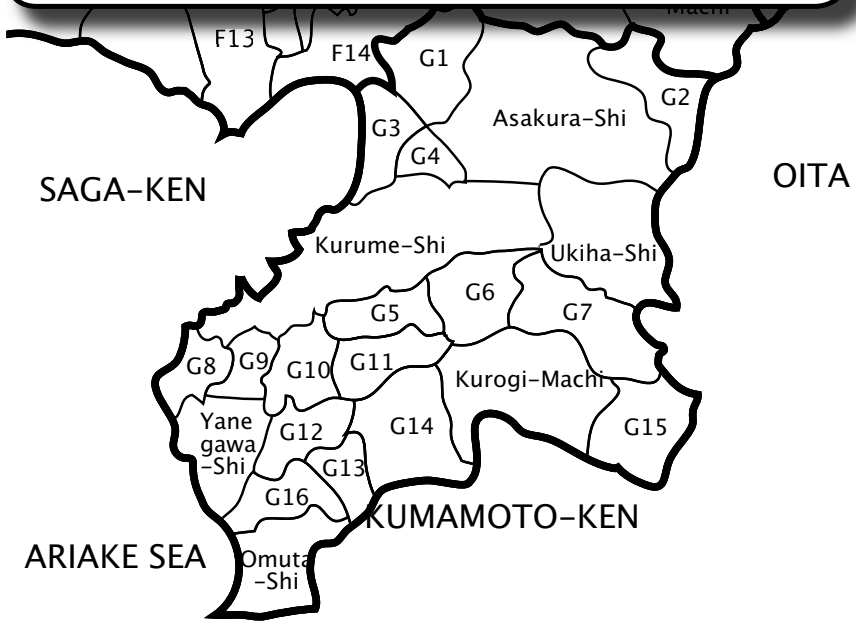 Machi
F13
F14
G1
G2
G3
Asakura-Shi
G4
SAGA-KEN
OITA
Kurume-Shi
Ukiha-Shi
G6
G5
G7
G8
G9
G10
G11
Kurogi-Machi
Yane
gawa
-Shi
G12
G14
G15
G13
G16
KUMAMOTO-KEN
ARIAKE SEA
Omuta
-Shi